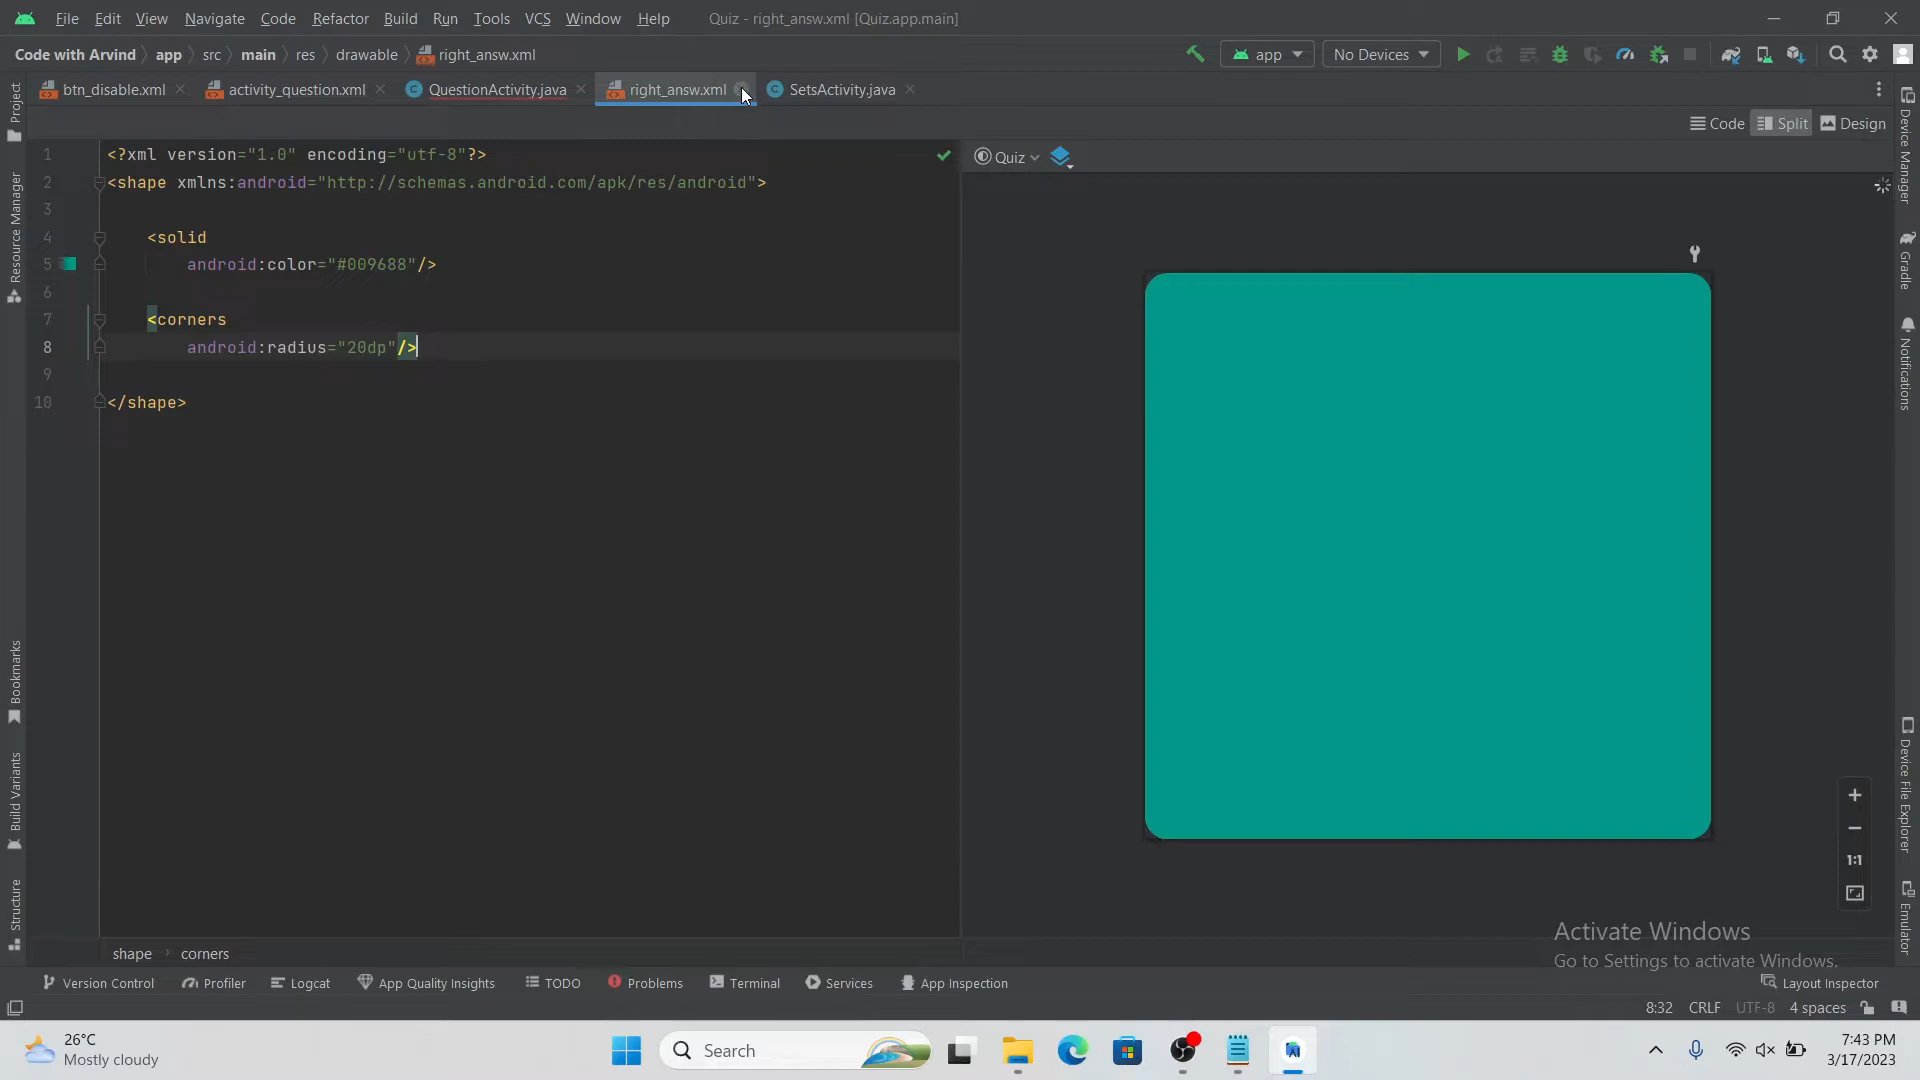 File Edit View Navigate Code Refactor Build Run Tools VCS Window Help Quiz - right_answ.xml [Quiz.app.main]
Code with Arvind app src main res drawable right_answ.xml app No Devices
btn_disable.xml activity_question.xml QuestionActivity.java right_answ.xml SetsActivity.java
Code Split Design
Quiz
1 <?xml version="1.0" encoding="utf-8"?>
2 <shape xmlns:android="http://schemas.android.com/apk/res/android">
3
4 <solid
5 android:color="#009688"/>
6
7 <corners
8 android:radius="20dp"/>
9
10 </shape>
Project
Resource Manager
Bookmarks
Build Variants
Structure
Device Manager
Gradle
Notifications
Device File Explorer
Emulator
1:1
Activate Windows
Go to Settings to activate Windows.
shape corners
Version Control Profiler Logcat App Quality Insights TODO Problems Terminal Services App Inspection Layout Inspector
8:32 CRLF UTF-8 4 spaces
26°C
Mostly cloudy
Search
7:43 PM
3/17/2023